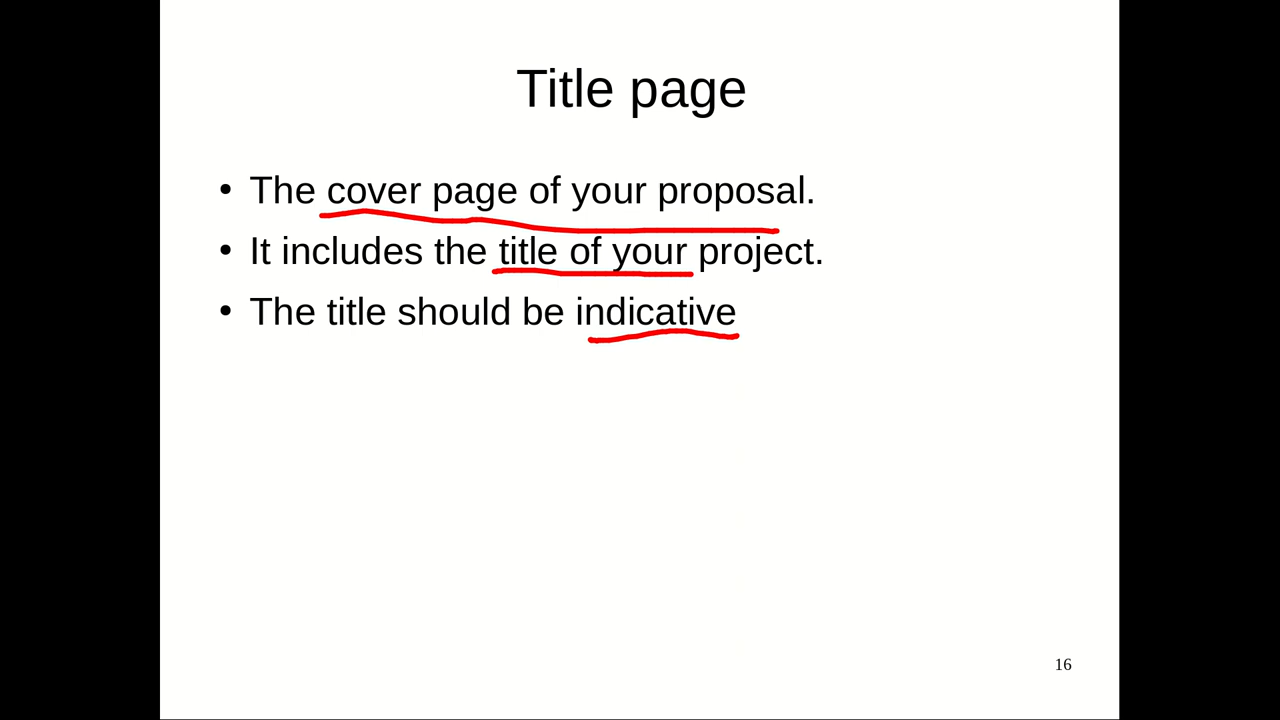 Title page
• The cover page of your proposal.
• It includes the title of your project.
• The title should be indicative
16